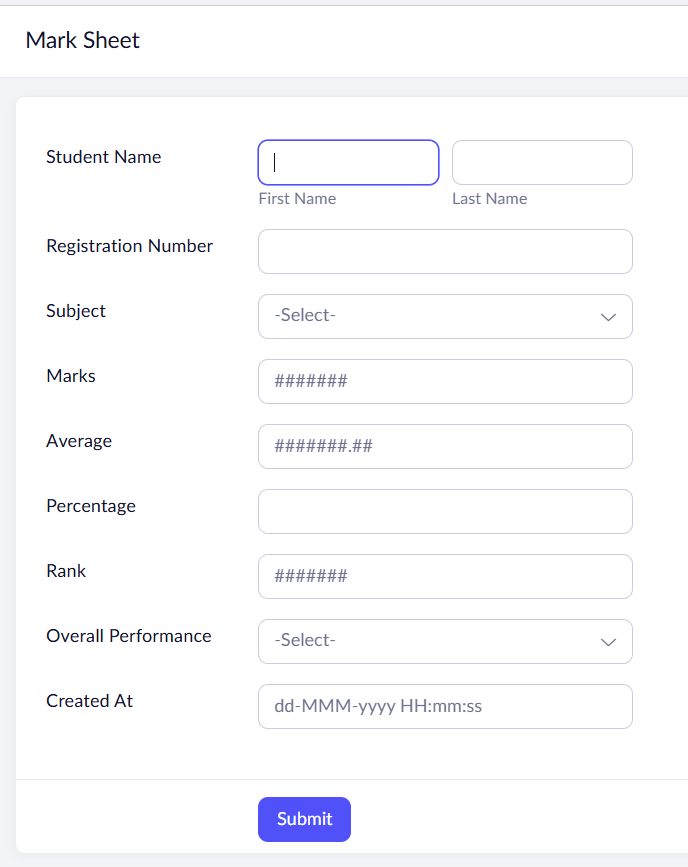 Mark Sheet
Student Name
First Name Last Name
Registration Number
Subject -Select-
Marks #######
Average #######.##
Percentage
Rank #######
Overall Performance -Select-
Created At dd-MMM-yyyy HH:mm:ss
Submit